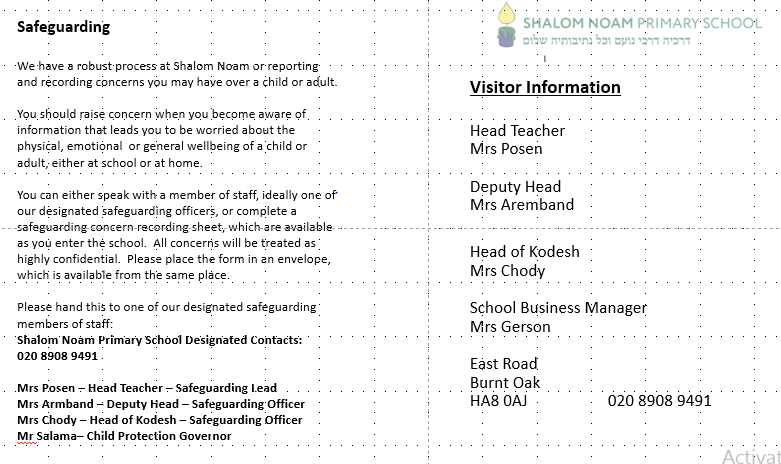 Safeguarding
We have a robust process at Shalom Noam or reporting
and recording concerns you may have over a child or adult.
You should raise concern when you become aware of
information that leads you to be worried about the
physical, emotional or general wellbeing of a child or
adult, either at school or at home.
You can either speak with a member of staff, ideally one of
our designated safeguarding officers, or complete a
safeguarding concern recording sheet, which are available
as you enter the school. All concerns will be treated as
highly confidential. Please place the form in an envelope,
which is available from the same place.
Please hand this to one of our designated safeguarding
members of staff:
Shalom Noam Primary School Designated Contacts:
020 8908 9491
Mrs Posen – Head Teacher – Safeguarding Lead
Mrs Armband – Deputy Head – Safeguarding Officer
Mrs Chody – Head of Kodesh – Safeguarding Officer
Mr Salama– Child Protection Governor
SHALOM NOAM PRIMARY SCHOOL
דרכיה דרכי נועם וכל נתיבותיה שלום
Visitor Information
Head Teacher
Mrs Posen
Deputy Head
Mrs Aremband
Head of Kodesh
Mrs Chody
School Business Manager
Mrs Gerson
East Road
Burnt Oak
HA8 0AJ 020 8908 9491
Activat